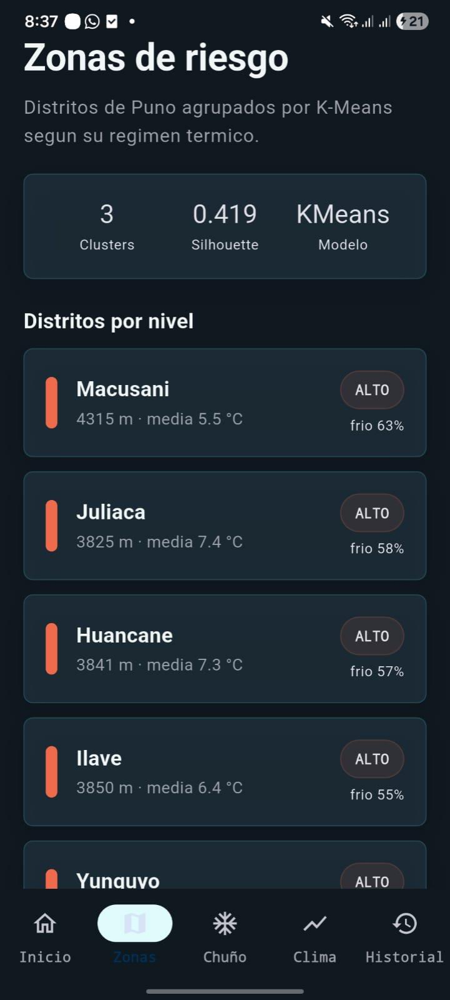 8:37
21
Zonas de riesgo
Distritos de Puno agrupados por K-Means
segun su regimen termico.
3
0.419
KMeans
Clusters
Silhouette
Modelo
Distritos por nivel
Macusani
ALTO
4315 m · media 5.5 °C
frio 63%
Juliaca
ALTO
3825 m · media 7.4 °C
frio 58%
Huancane
ALTO
3841 m · media 7.3 °C
frio 57%
Ilave
ALTO
3850 m · media 6.4 °C
frio 55%
Yunguyo
ALTO
Inicio
Zonas
Chuño
Clima
Historial